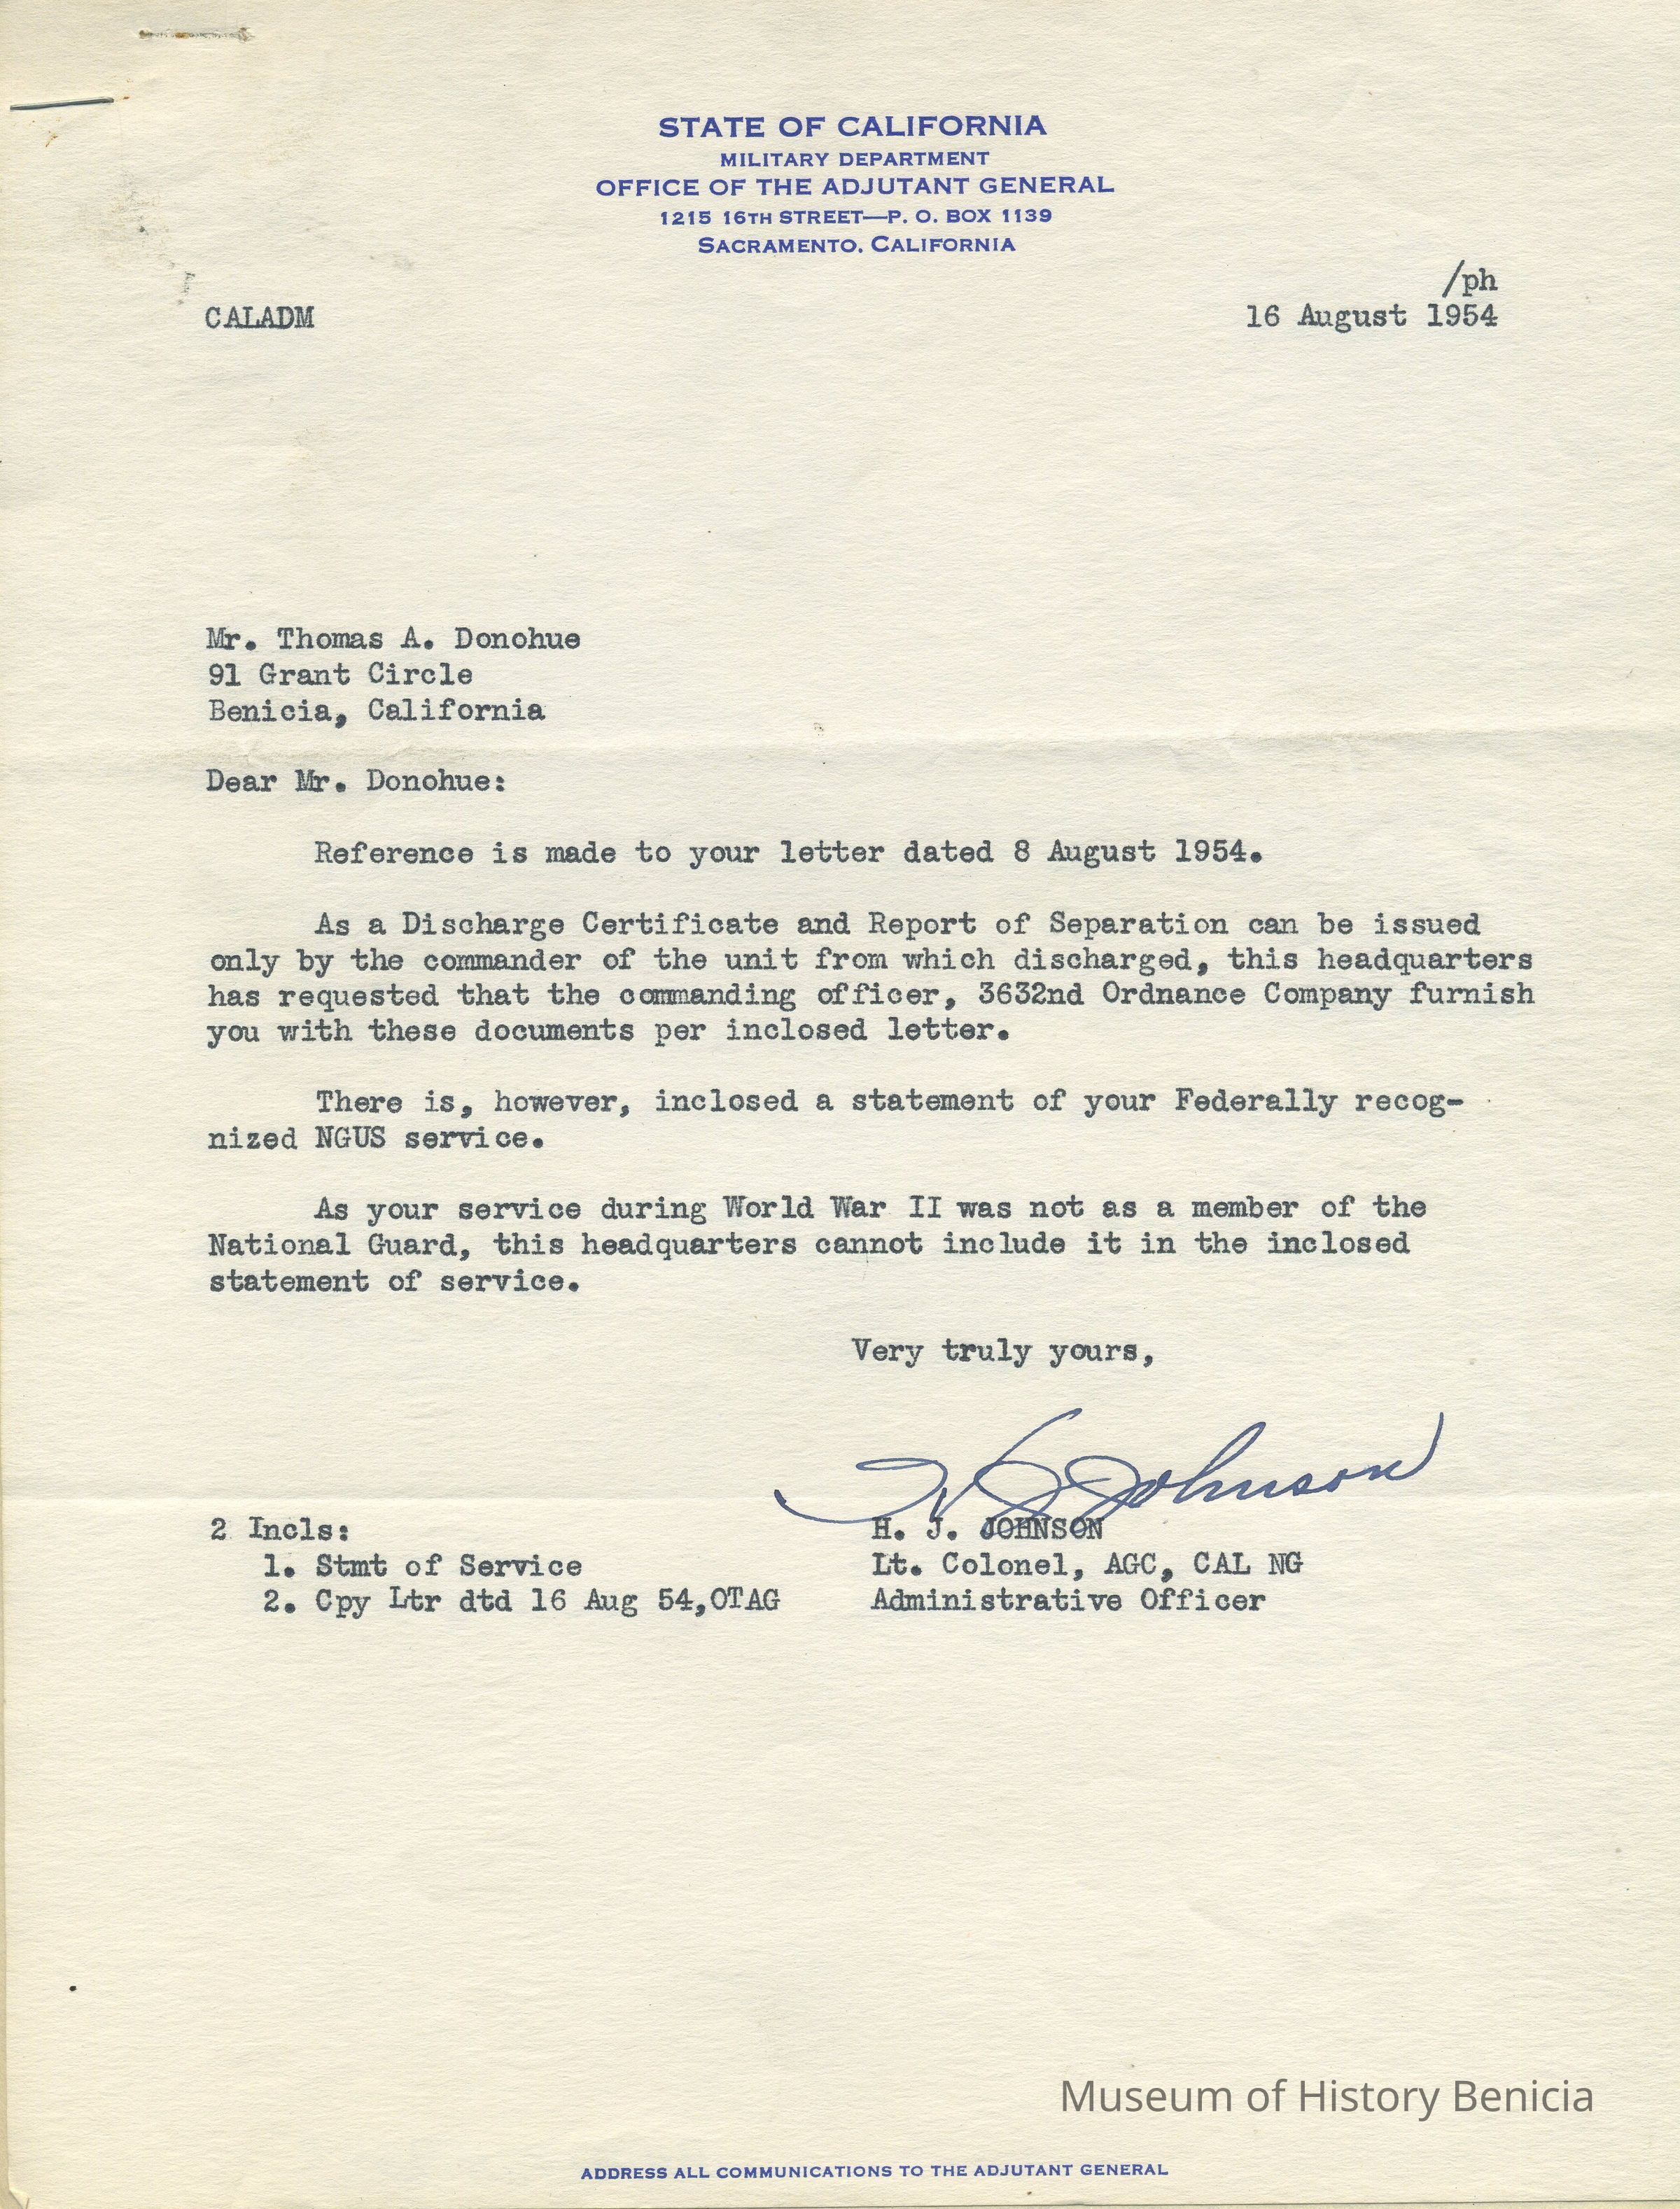 STATE OF CALIFORNIA
MILITARY DEPARTMENT
OFFICE OF THE ADJUTANT GENERAL
1215 16TH STREET—P. O. BOX 1139
SACRAMENTO, CALIFORNIA
/ph
CALADM 16 August 1954
Mr. Thomas A. Donohue
91 Grant Circle
Benicia, California
Dear Mr. Donohue:
Reference is made to your letter dated 8 August 1954.
As a Discharge Certificate and Report of Separation can be issued
only by the commander of the unit from which discharged, this headquarters
has requested that the commanding officer, 3632nd Ordnance Company furnish
you with these documents per inclosed letter.
There is, however, inclosed a statement of your Federally recog-
nized NGUS service.
As your service during World War II was not as a member of the
National Guard, this headquarters cannot include it in the inclosed
statement of service.
Very truly yours,
H J Johnson
2 Incls: H. J. JOHNSON
1. Stmt of Service Lt. Colonel, AGC, CAL NG
2. Cpy Ltr dtd 16 Aug 54,OTAG Administrative Officer
Museum of History Benicia
ADDRESS ALL COMMUNICATIONS TO THE ADJUTANT GENERAL